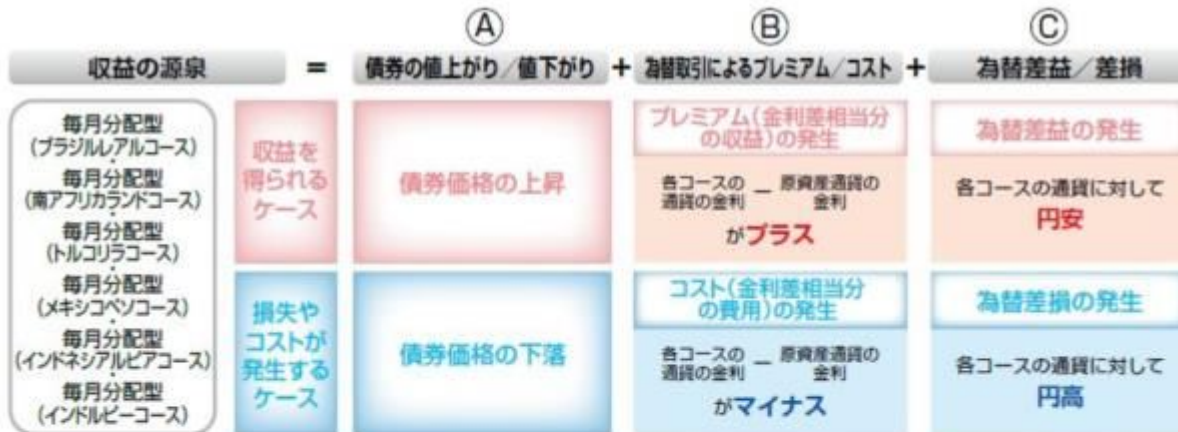 Ⓐ Ⓑ Ⓒ
収益の源泉 = 債券の値上がり／値下がり + 為替取引によるプレミアム／コスト + 為替差益／差損
毎月分配型
(ブラジルレアルコース)
・
毎月分配型
(南アフリカランドコース)
・
毎月分配型
(トルコリラコース)
・
毎月分配型
(メキシコペソコース)
・
毎月分配型
(インドネシアルピアコース)
・
毎月分配型
(インドルピーコース)
収益を
得られる
ケース
債券価格の上昇
プレミアム(金利差相当分
の収益)の発生
各コースの
通貨の金利
－
原資産通貨の
金利
がプラス
為替差益の発生
各コースの通貨に対して
円安
損失や
コストが
発生する
ケース
債券価格の下落
コスト(金利差相当分
の費用)の発生
各コースの
通貨の金利
－
原資産通貨の
金利
がマイナス
為替差損の発生
各コースの通貨に対して
円高